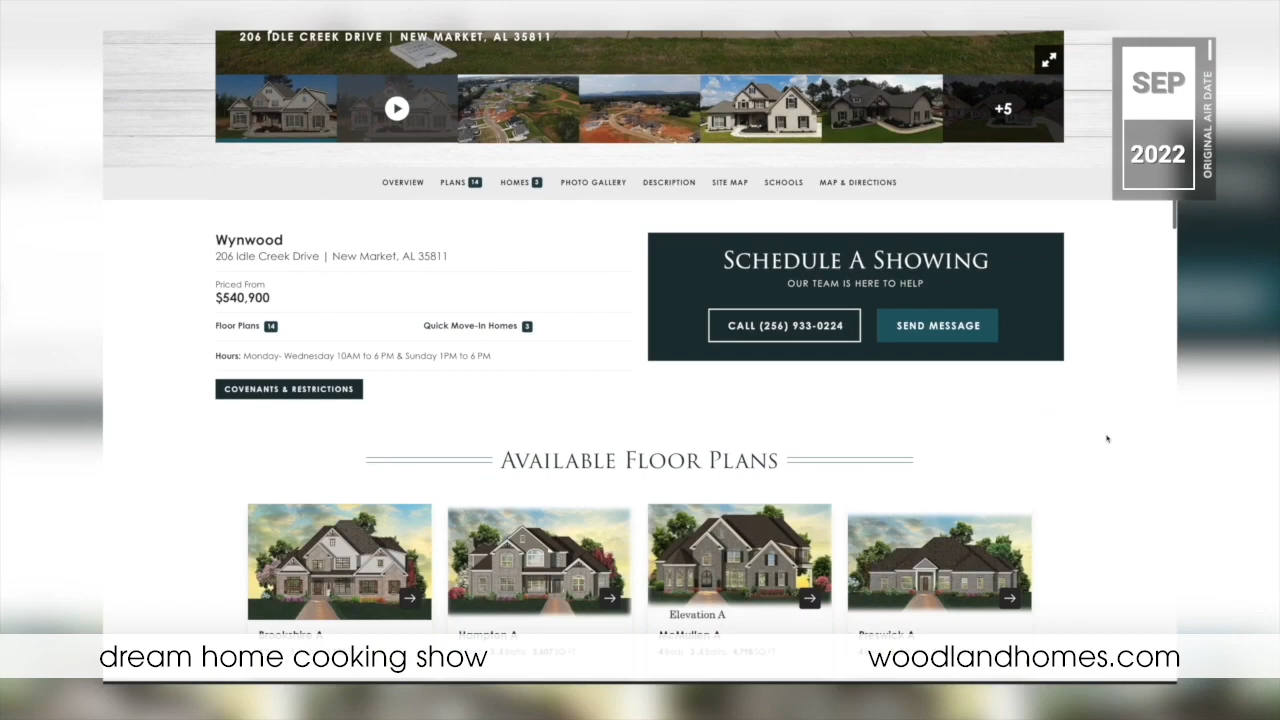 206 IDLE CREEK DRIVE | NEW MARKET, AL 35811
SEP
2022
ORIGINAL AIR DATE
+5
OVERVIEW PLANS 14 HOMES 3 PHOTO GALLERY DESCRIPTION SITE MAP SCHOOLS MAP & DIRECTIONS
Wynwood
206 Idle Creek Drive | New Market, AL 35811
Priced From
$540,900
Floor Plans 14 Quick Move-In Homes 3
Hours: Monday- Wednesday 10AM to 6 PM & Sunday 1PM to 6 PM
COVENANTS & RESTRICTIONS
SCHEDULE A SHOWING
OUR TEAM IS HERE TO HELP
CALL (256) 933-0224 SEND MESSAGE
AVAILABLE FLOOR PLANS
Elevation A
Brookshire A Hampton A McMullen A Preswick A
dream home cooking show woodlandhomes.com